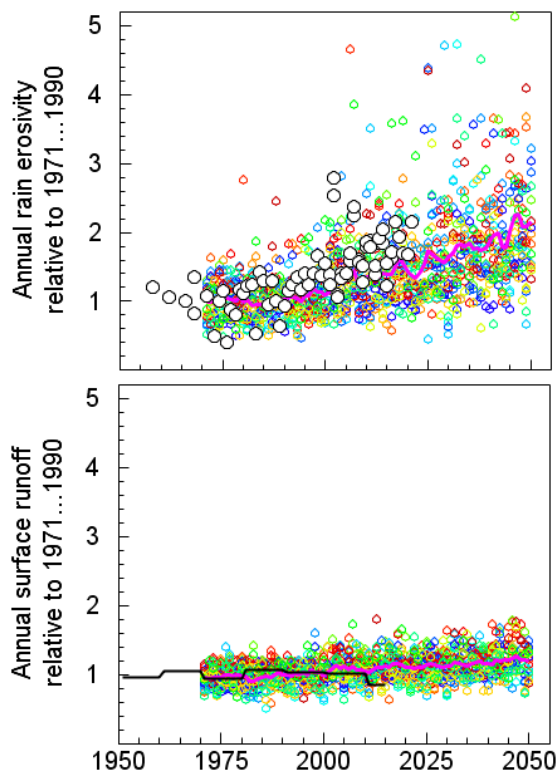 Annual rain erosivity
relative to 1971...1990
5
4
3
2
1
Annual surface runoff
relative to 1971...1990
5
4
3
2
1
1950 1975 2000 2025 2050